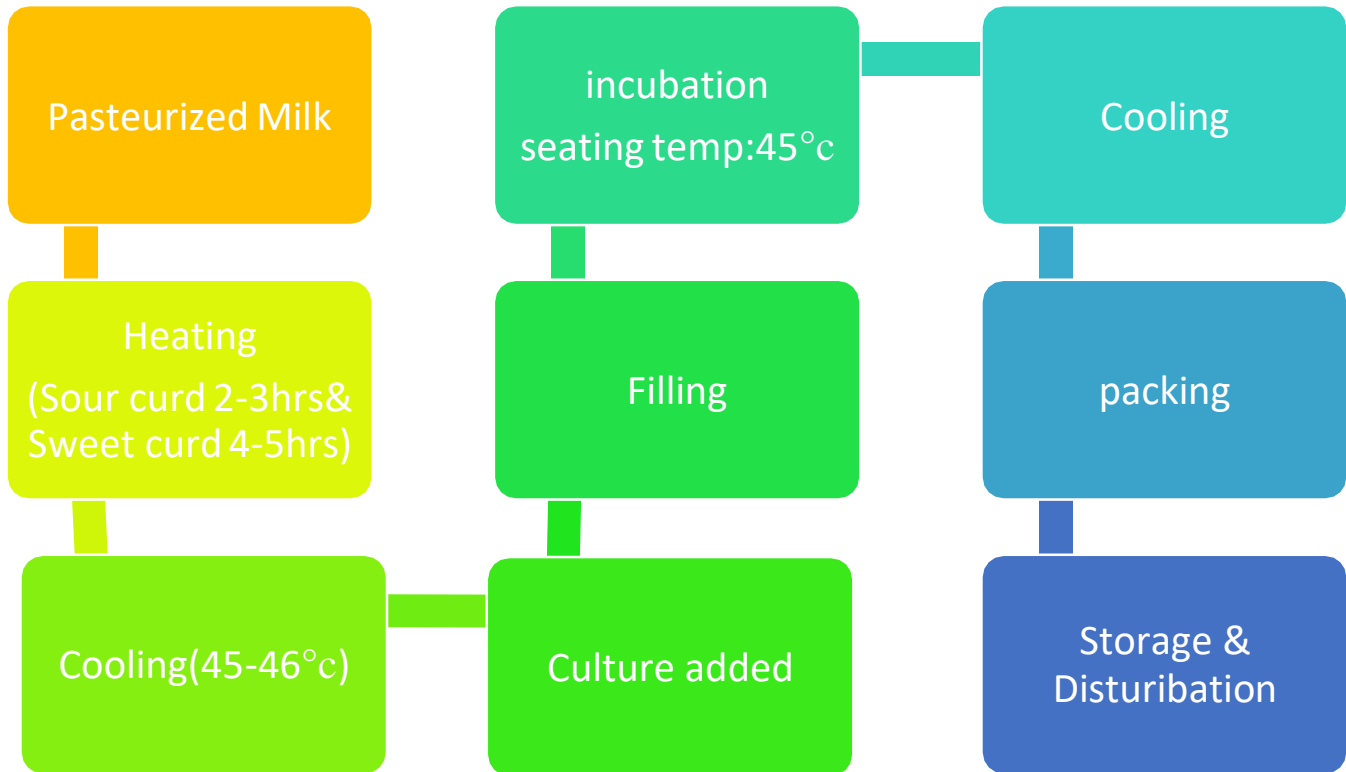 Pasteurized Milk
Heating
(Sour curd 2-3hrs&
Sweet curd 4-5hrs)
Cooling(45-46°c)
Culture added
Filling
incubation
seating temp:45°c
Cooling
packing
Storage &
Disturibation